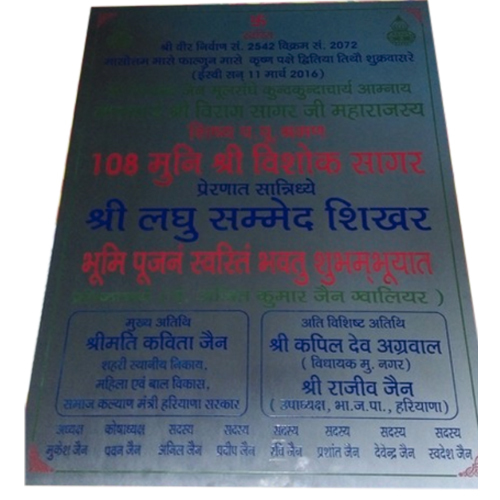 श्री वीर निर्वाण सं. 2542 विक्रम सं. 2072
मासोत्तम मासे फाल्गुन मासे कृष्ण पक्षे द्वितिया तिथौ शुक्रवासरे
(ईस्वी सन् 11 मार्च 2016)
जैन मूलसंघ कुन्दकुन्दाचार्य आम्नाय
श्री विराग सागर जी महाराजस्य
108 मुनि श्री विशोक सागर
प्रेरणात सान्निध्ये
श्री लघु सम्मेद शिखर
भूमि पूजनं स्वस्तिं भवतु शुभम्भूयात
कुमार जैन ग्वालियर )
मुख्य अतिथि
श्रीमति कविता जैन
शहरी स्थानीय निकाय,
महिला एवं बाल विकास,
समाज कल्याण मंत्री हरियाणा सरकार
अति विशिष्ट अतिथि
श्री कपिल देव अग्रवाल
( विधायक मु. नगर)
श्री राजीव जैन
( उपाध्यक्ष, भा.ज.पा., हरियाणा)
अध्यक्ष कोषाध्यक्ष सदस्य सदस्य सदस्य सदस्य सदस्य सदस्य
मुकेश जैन पवन जैन अनिल जैन प्रदीप जैन रवि जैन प्रशांत जैन देवेन्द्र जैन स्वदेश जैन